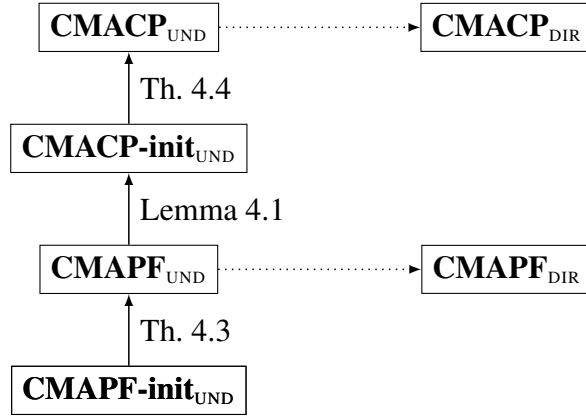 CMACP_UND CMACP_DIR
Th. 4.4
CMACP-init_UND
Lemma 4.1
CMAPF_UND CMAPF_DIR
Th. 4.3
CMAPF-init_UND